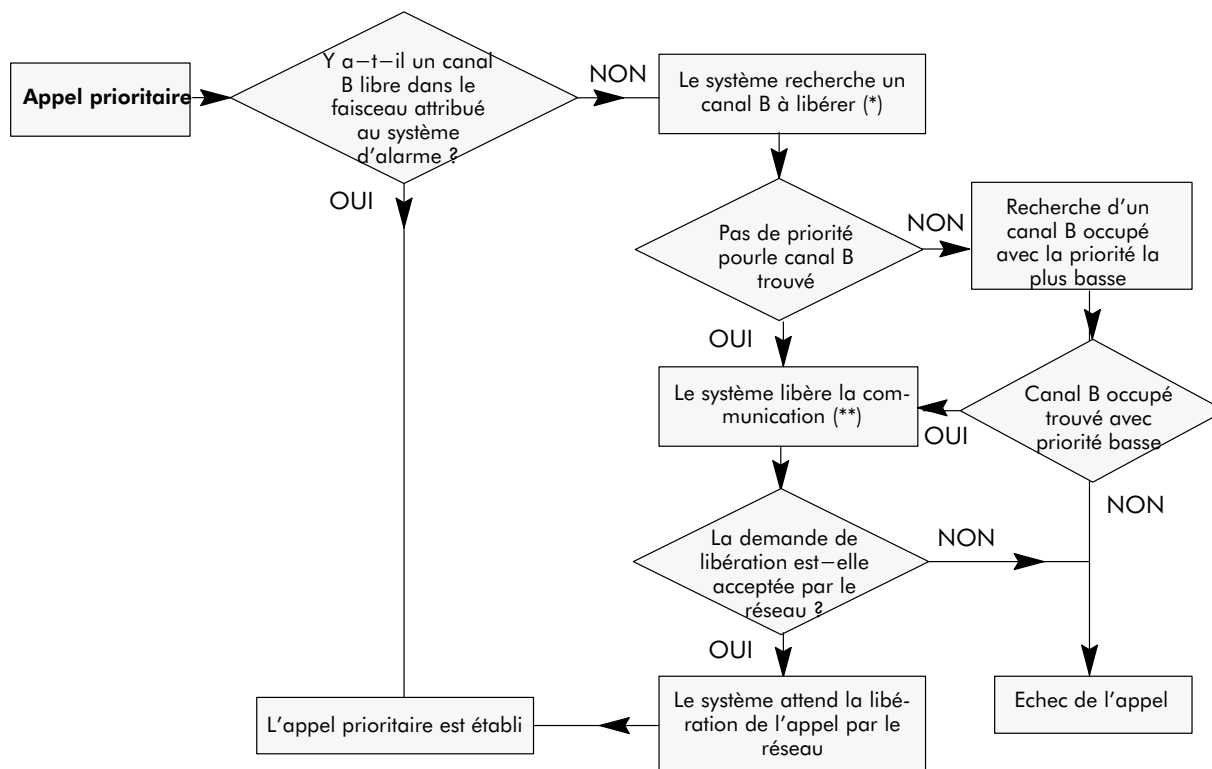 Appel prioritaire
Y a–t–il un canal
B libre dans le
faisceau attribué
au système
d'alarme ?
NON
Le système recherche un
canal B à libérer (*)
OUI
Pas de priorité
pourle canal B
trouvé
NON
Recherche d'un
canal B occupé
avec la priorité la
plus basse
OUI
Le système libère la com–
munication (**)
Canal B occupé
trouvé avec
priorité basse
OUI
NON
La demande de
libération est–elle
acceptée par le
réseau ?
NON
OUI
L'appel prioritaire est établi
Le système attend la libé–
ration de l'appel par le
réseau
Echec de l'appel